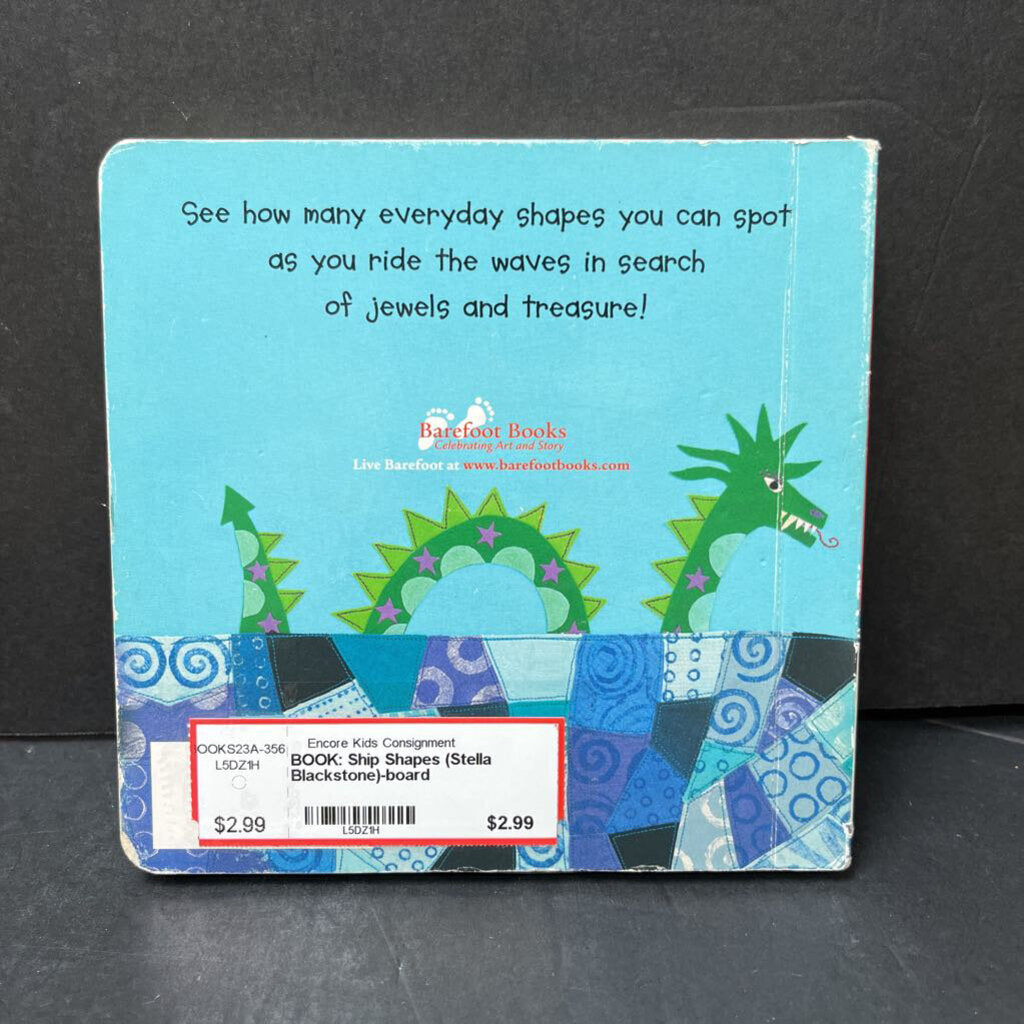 See how many everyday shapes you can spot
as you ride the waves in search
of jewels and treasure!
Barefoot Books
Celebrating Art and Story
Live Barefoot at www.barefootbooks.com
OOKS23A-356
L5DZ1H
$2.99
Encore Kids Consignment
BOOK: Ship Shapes (Stella
Blackstone)-board
L5DZ1H
$2.99